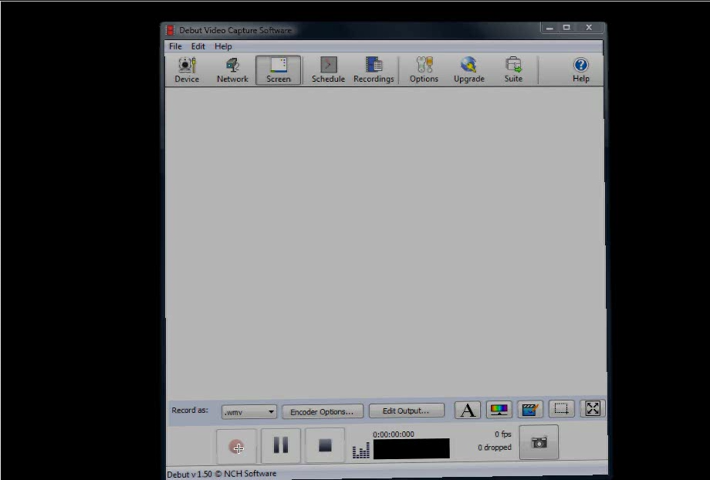 Debut Video Capture Software
File Edit Help
Device Network Screen Schedule Recordings Options Upgrade Suite Help
Record as: .wmv Encoder Options... Edit Output... A
0:00:00:000 0 fps
0 dropped
Debut v 1.50 © NCH Software